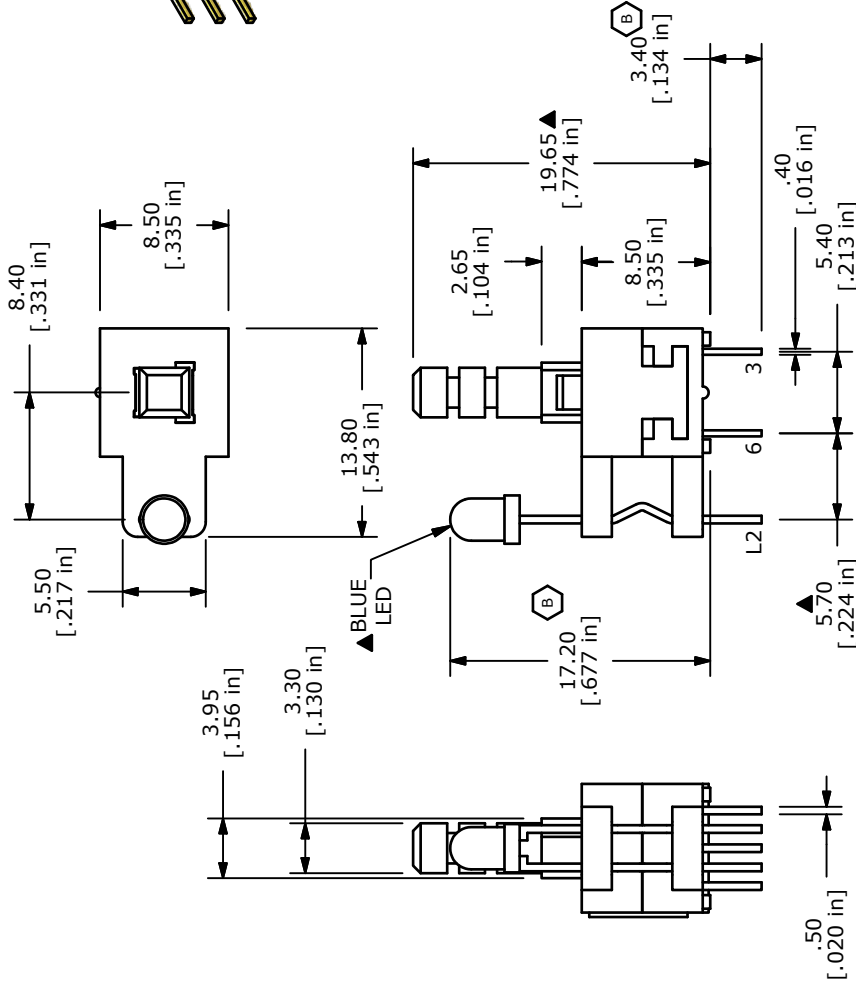 8.40
[.331 in]
8.50
[.335 in]
5.50
[.217 in]
13.80
[.543 in]
B
3.40
[.134 in]
19.65▲
[.774 in]
2.65
[.104 in]
8.50
[.335 in]
.40
[.016 in]
5.40
[.213 in]
3
6
L2
▲
5.70
[.224 in]
▲ BLUE
LED
B
17.20
[.677 in]
3.95
[.156 in]
3.30
[.130 in]
.50
[.020 in]